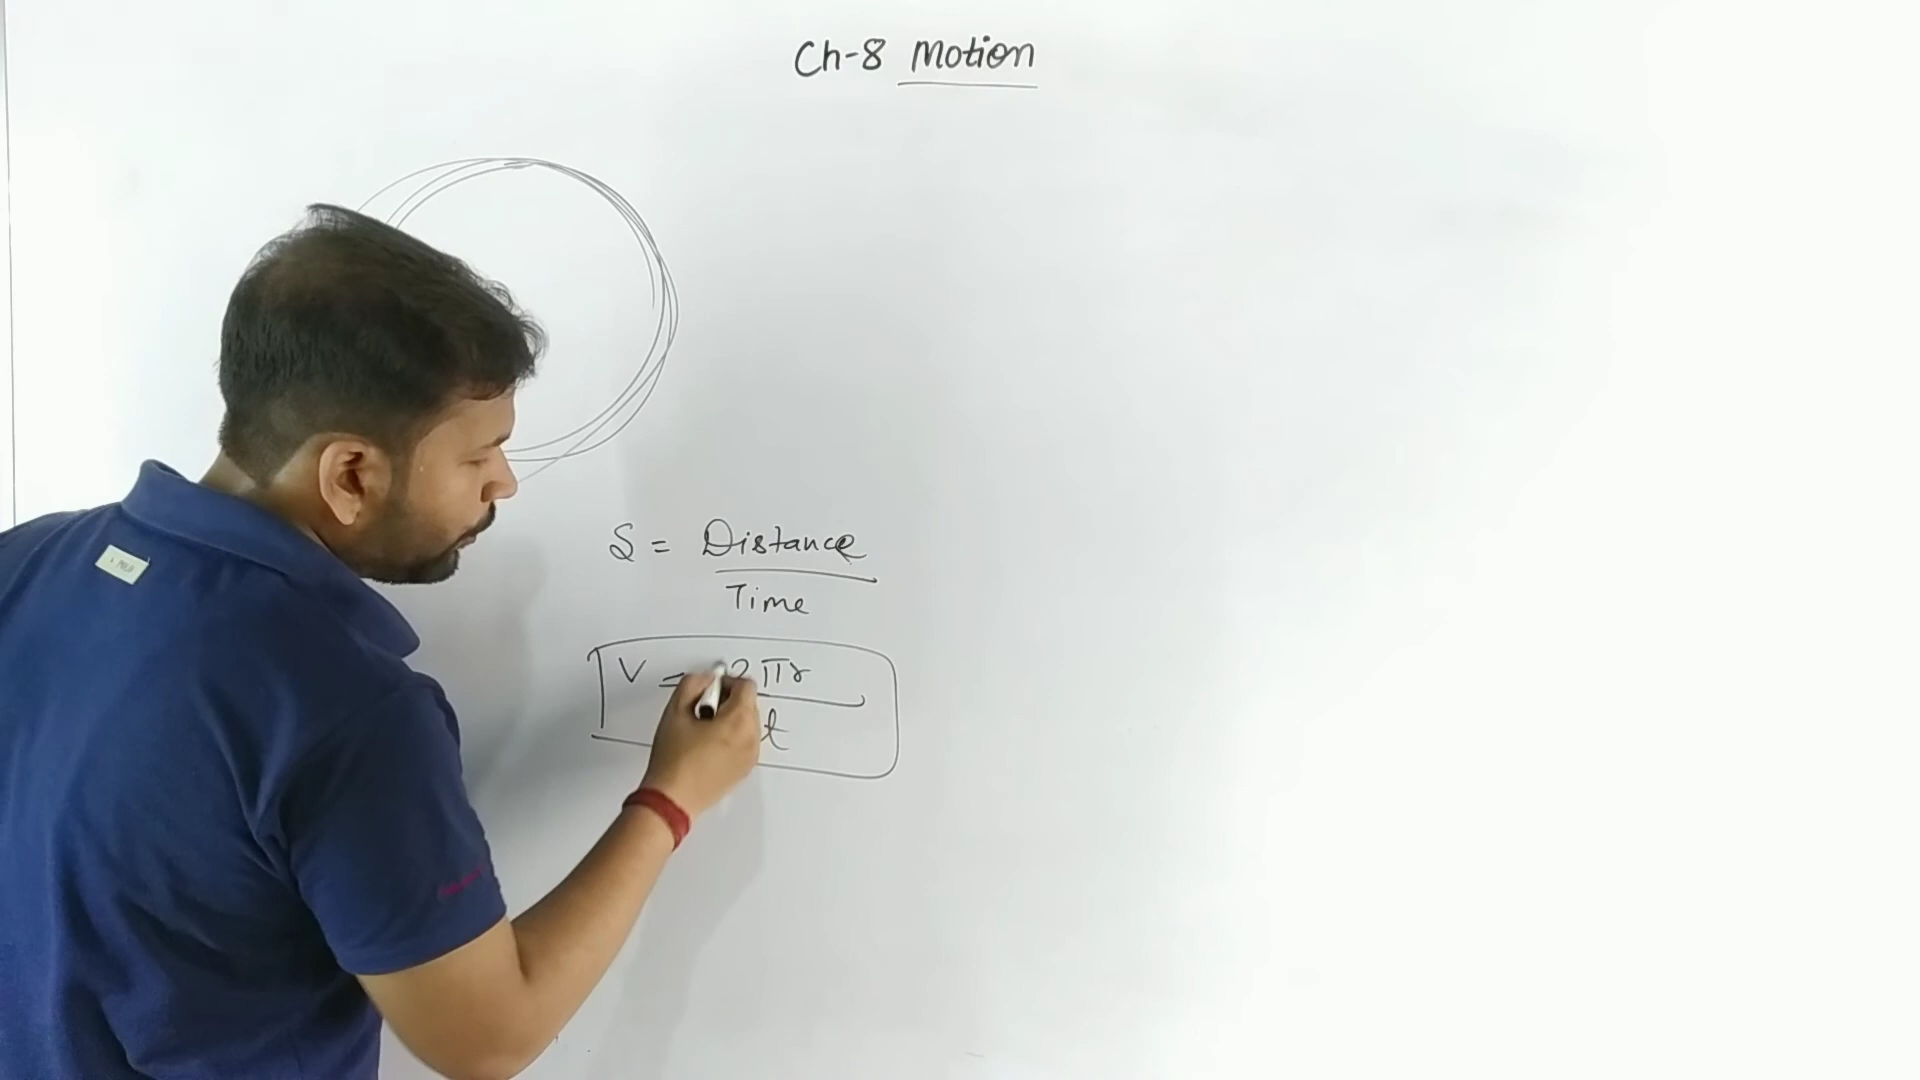 Ch-8 Motion
S = Distance
Time
V = 2πr
t